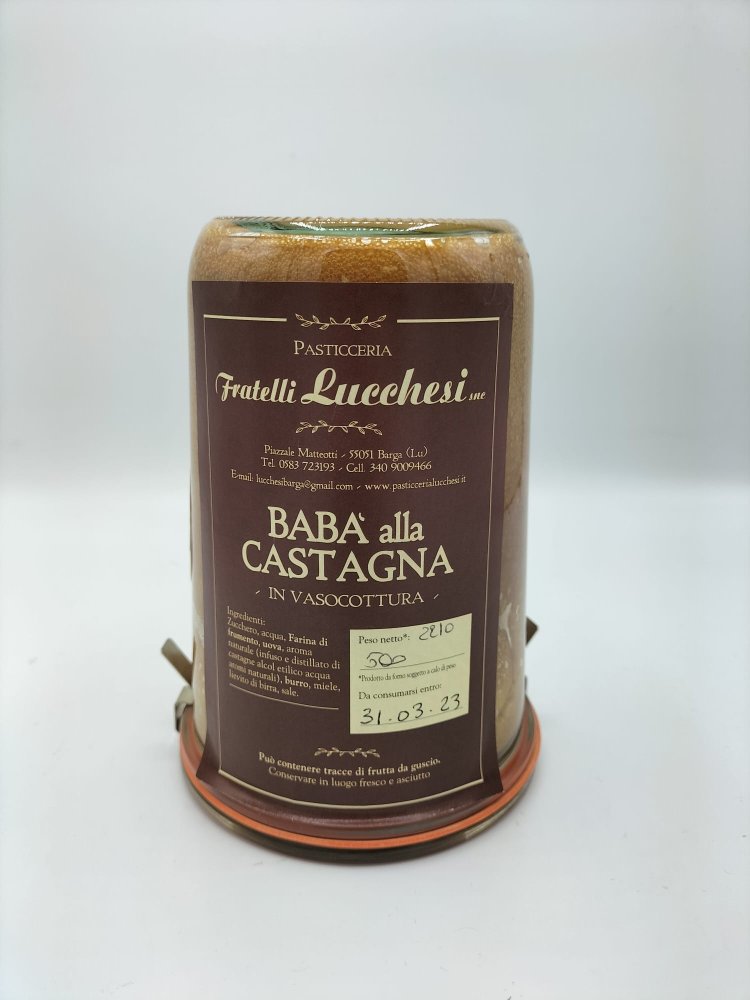 PASTICCERIA
Fratelli Lucchesi snc
Piazzale Matteotti - 55051 Barga (Lu)
Tel. 0583 723193 - Cell. 340 9009466
E-mail: lucchesibarga@gmail.com - www.pasticcerialucchesi.it
BABA' alla
CASTAGNA
- IN VASOCOTTURA -
Ingredienti:
Zucchero, acqua, Farina di
frumento, uova, aroma
naturale (infuso e distillato di
castagne alcol etilico acqua
aromi naturali), burro, miele,
lievito di birra, sale.
Peso netto*: 2210
500
*Prodotto da forno soggetto a calo di peso
Da consumarsi entro:
31.03.23
Può contenere tracce di frutta da guscio.
Conservare in luogo fresco e asciutto